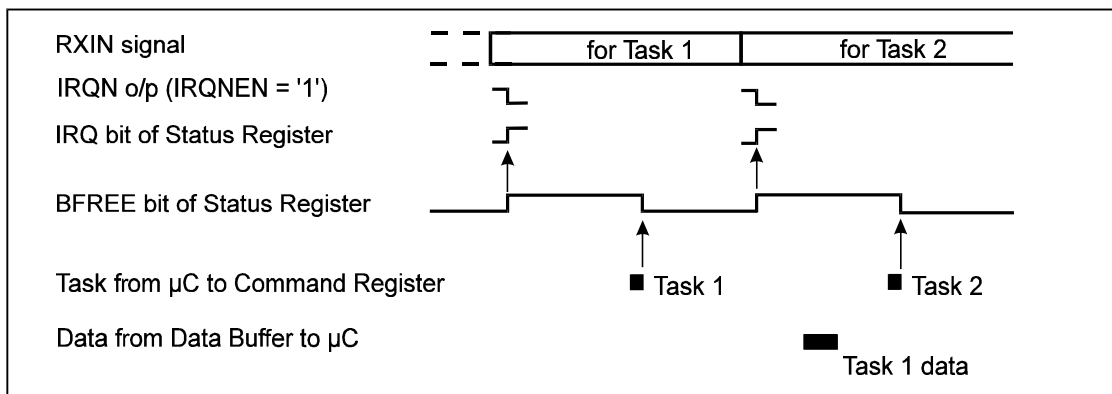 RXIN signal
for Task 1
for Task 2
IRQN o/p (IRQNEN = '1')
IRQ bit of Status Register
BFREE bit of Status Register
Task from µC to Command Register
Task 1
Task 2
Data from Data Buffer to µC
Task 1 data